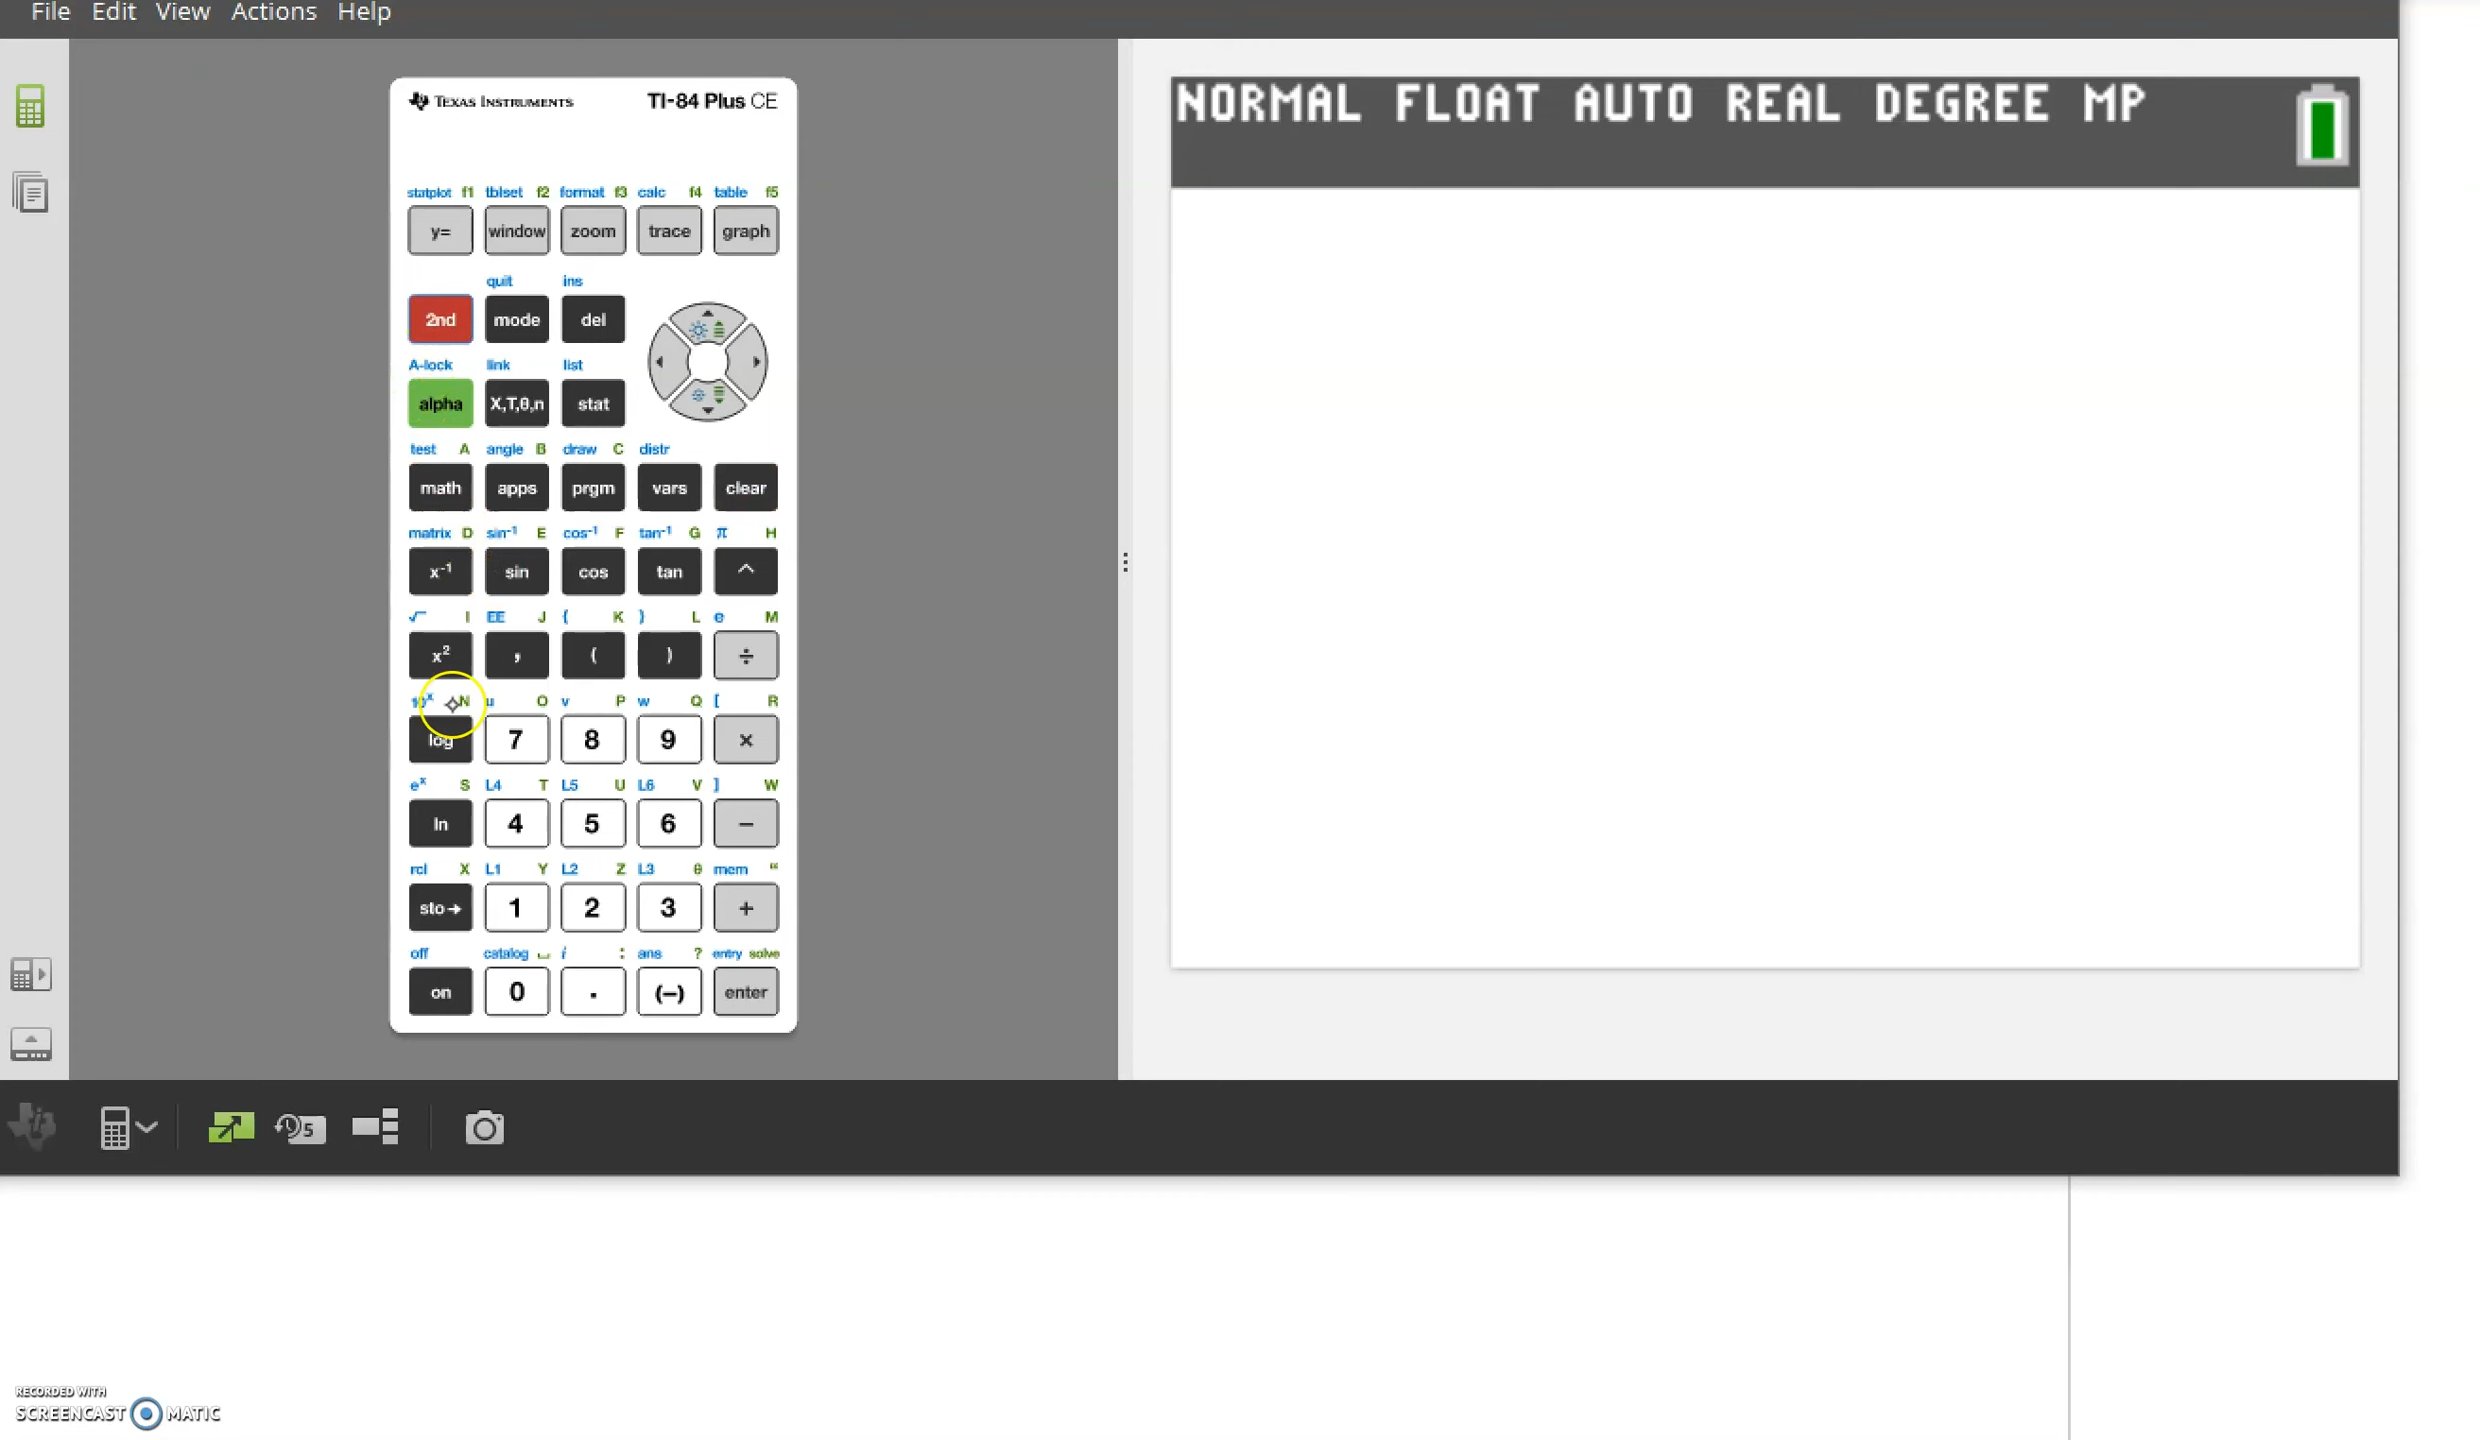 File Edit View Actions Help
TEXAS INSTRUMENTS TI-84 Plus CE
NORMAL FLOAT AUTO REAL DEGREE MP
statplot f1 tblset f2 format f3 calc f4 table f5
y= window zoom trace graph
quit ins
2nd mode del
A-lock link list
alpha X,T,θ,n stat
test A angle B draw C distr
math apps prgm vars clear
matrix D sin⁻¹ E cos⁻¹ F tan⁻¹ G π H
x⁻¹ sin cos tan ^
√ I EE J { K } L e M
x² , ( ) ÷
10ˣ N u O v P w Q [ R
log 7 8 9 ×
eˣ S L4 T L5 U L6 V ] W
ln 4 5 6 −
rcl X L1 Y L2 Z L3 θ mem "
sto→ 1 2 3 +
off catalog ⎵ i : ans ? entry solve
on 0 . (−) enter
5
RECORDED WITH
SCREENCAST MATIC